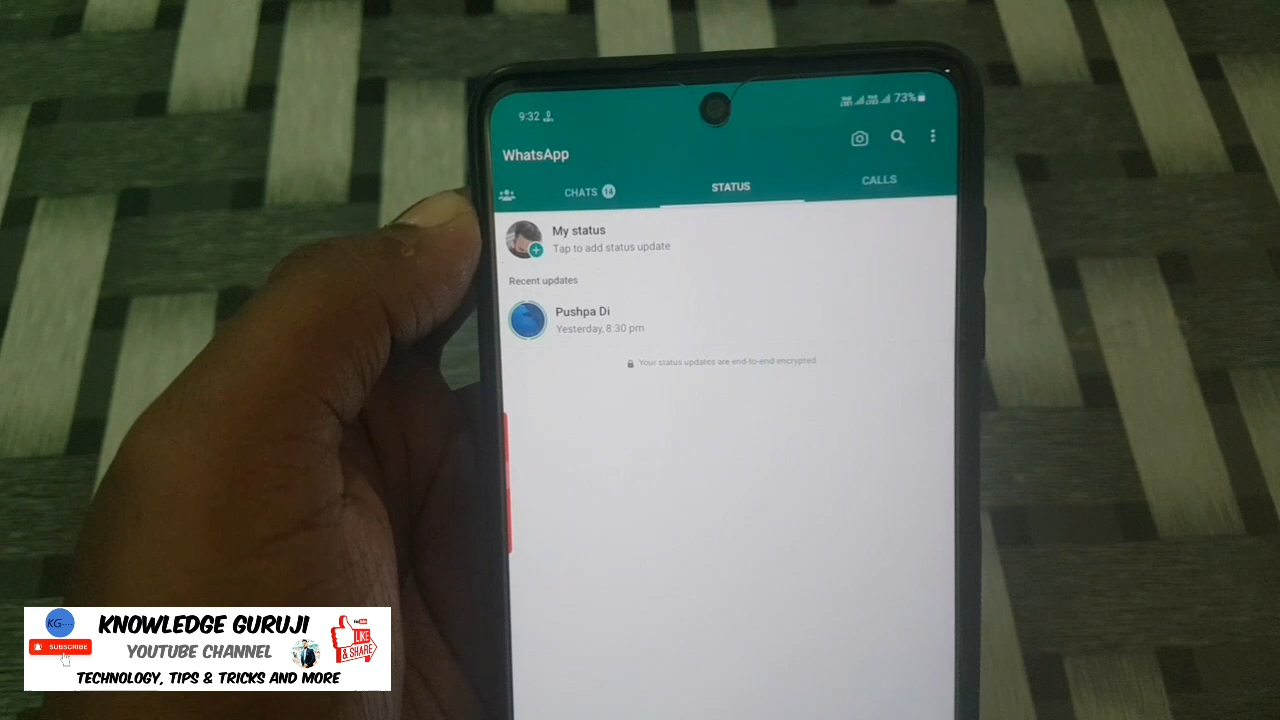 9:32
73%
WhatsApp
CHATS 14
STATUS
CALLS
My status
Tap to add status update
Recent updates
Pushpa Di
Yesterday, 8:30 pm
Your status updates are end-to-end encrypted
KG
KNOWLEDGE GURUJI
SUBSCRIBE
YOUTUBE CHANNEL
LIKE
& SHARE
TECHNOLOGY, TIPS & TRICKS AND MORE